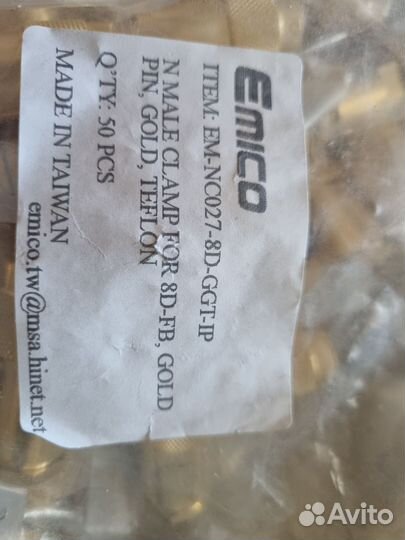 EMICO
ITEM: EM-NC027-8D-GGT-IP
N MALE CLAMP FOR 8D-FB, GOLD
PIN, GOLD, TEFLON
Q'TY: 50 PCS
MADE IN TAIWAN
emico.tw@msa.hinet.net
Avito